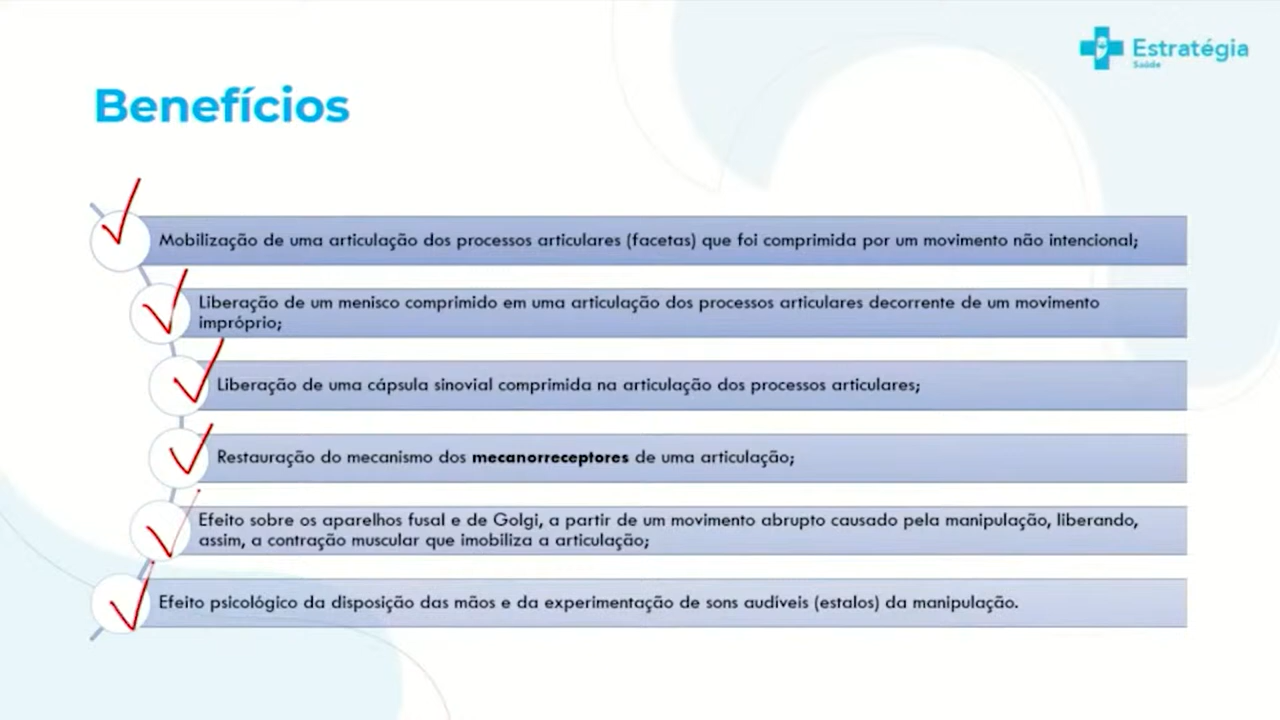 Estratégia
Saúde
Benefícios
Mobilização de uma articulação dos processos articulares (facetas) que foi comprimida por um movimento não intencional;
Liberação de um menisco comprimido em uma articulação dos processos articulares decorrente de um movimento
impróprio;
Liberação de uma cápsula sinovial comprimida na articulação dos processos articulares;
Restauração do mecanismo dos mecanorreceptores de uma articulação;
Efeito sobre os aparelhos fusal e de Golgi, a partir de um movimento abrupto causado pela manipulação, liberando,
assim, a contração muscular que imobiliza a articulação;
Efeito psicológico da disposição das mãos e da experimentação de sons audíveis (estalos) da manipulação.